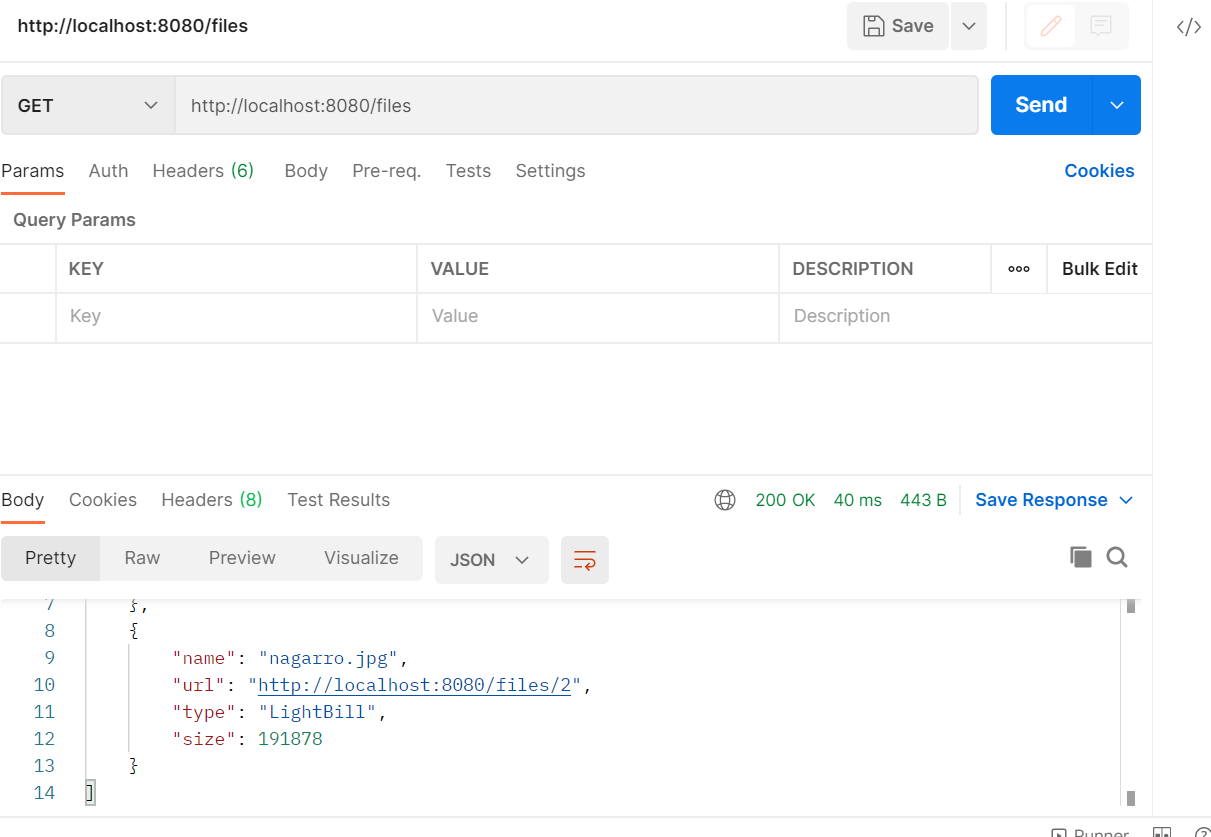 http://localhost:8080/files
Save
</>
GET
http://localhost:8080/files
Send
Params Auth Headers (6) Body Pre-req. Tests Settings Cookies
Query Params
KEY VALUE DESCRIPTION ooo Bulk Edit
Key Value Description
Body Cookies Headers (8) Test Results 200 OK 40 ms 443 B Save Response
Pretty Raw Preview Visualize JSON
7 },
8 {
9 "name": "nagarro.jpg",
10 "url": "http://localhost:8080/files/2",
11 "type": "LightBill",
12 "size": 191878
13 }
14 ]
Runner